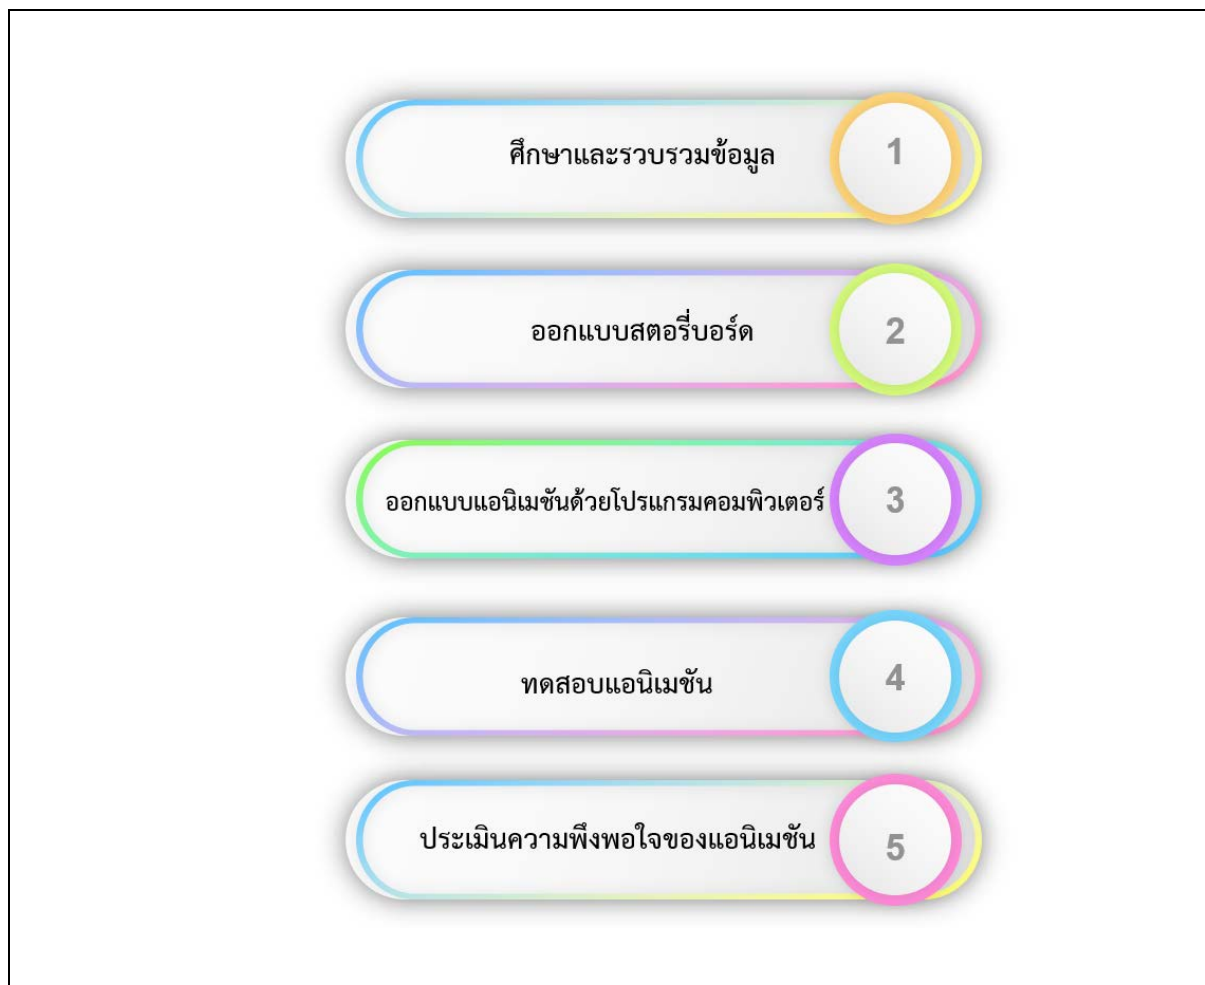 ศึกษาและรวบรวมข้อมูล 1
ออกแบบสตอรี่บอร์ด 2
ออกแบบแอนิเมชันด้วยโปรแกรมคอมพิวเตอร์ 3
ทดสอบแอนิเมชัน 4
ประเมินความพึงพอใจของแอนิเมชัน 5